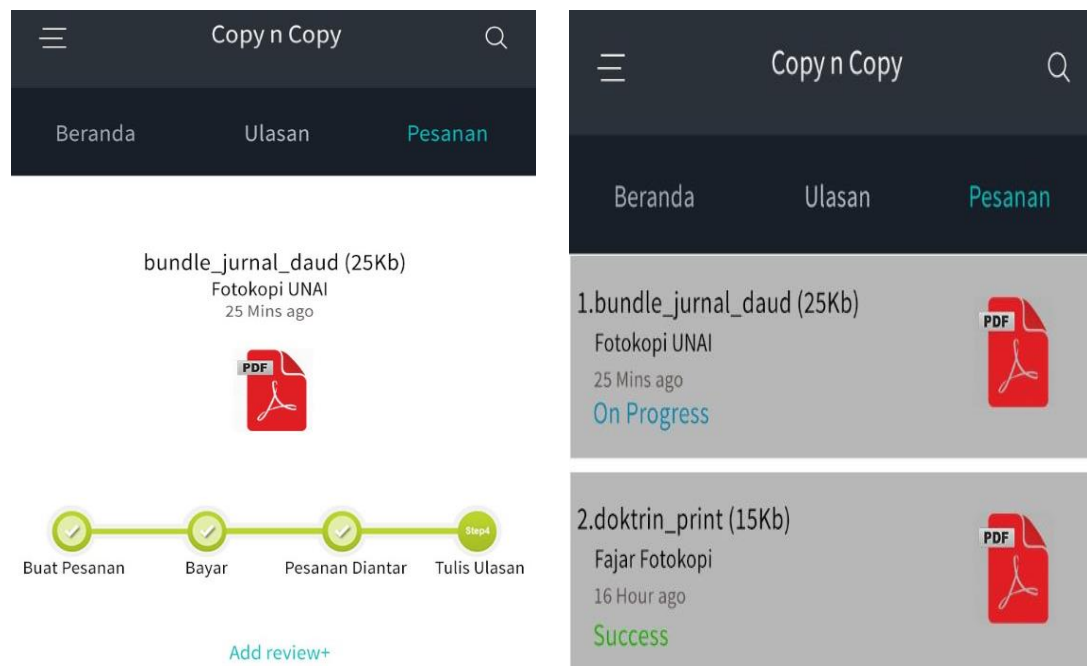 Copy n Copy
Beranda Ulasan Pesanan
bundle_jurnal_daud (25Kb)
Fotokopi UNAI
25 Mins ago
PDF
Step4
Buat Pesanan Bayar Pesanan Diantar Tulis Ulasan
Add review+
Copy n Copy
Beranda Ulasan Pesanan
1.bundle_jurnal_daud (25Kb)
Fotokopi UNAI
25 Mins ago
On Progress
PDF
2.doktrin_print (15Kb)
Fajar Fotokopi
16 Hour ago
Success
PDF